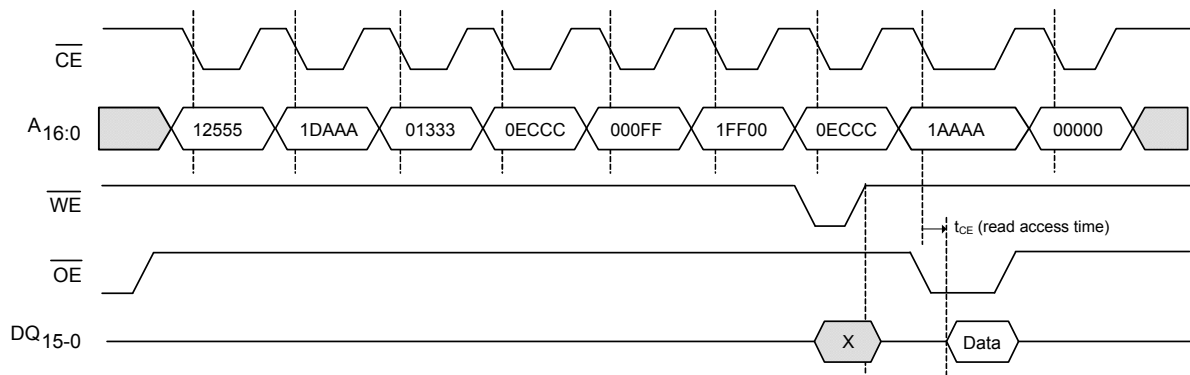 CE
A16:0 12555 1DAAA 01333 0ECCC 000FF 1FF00 0ECCC 1AAAA 00000
WE
tCE (read access time)
OE
DQ15-0 X Data